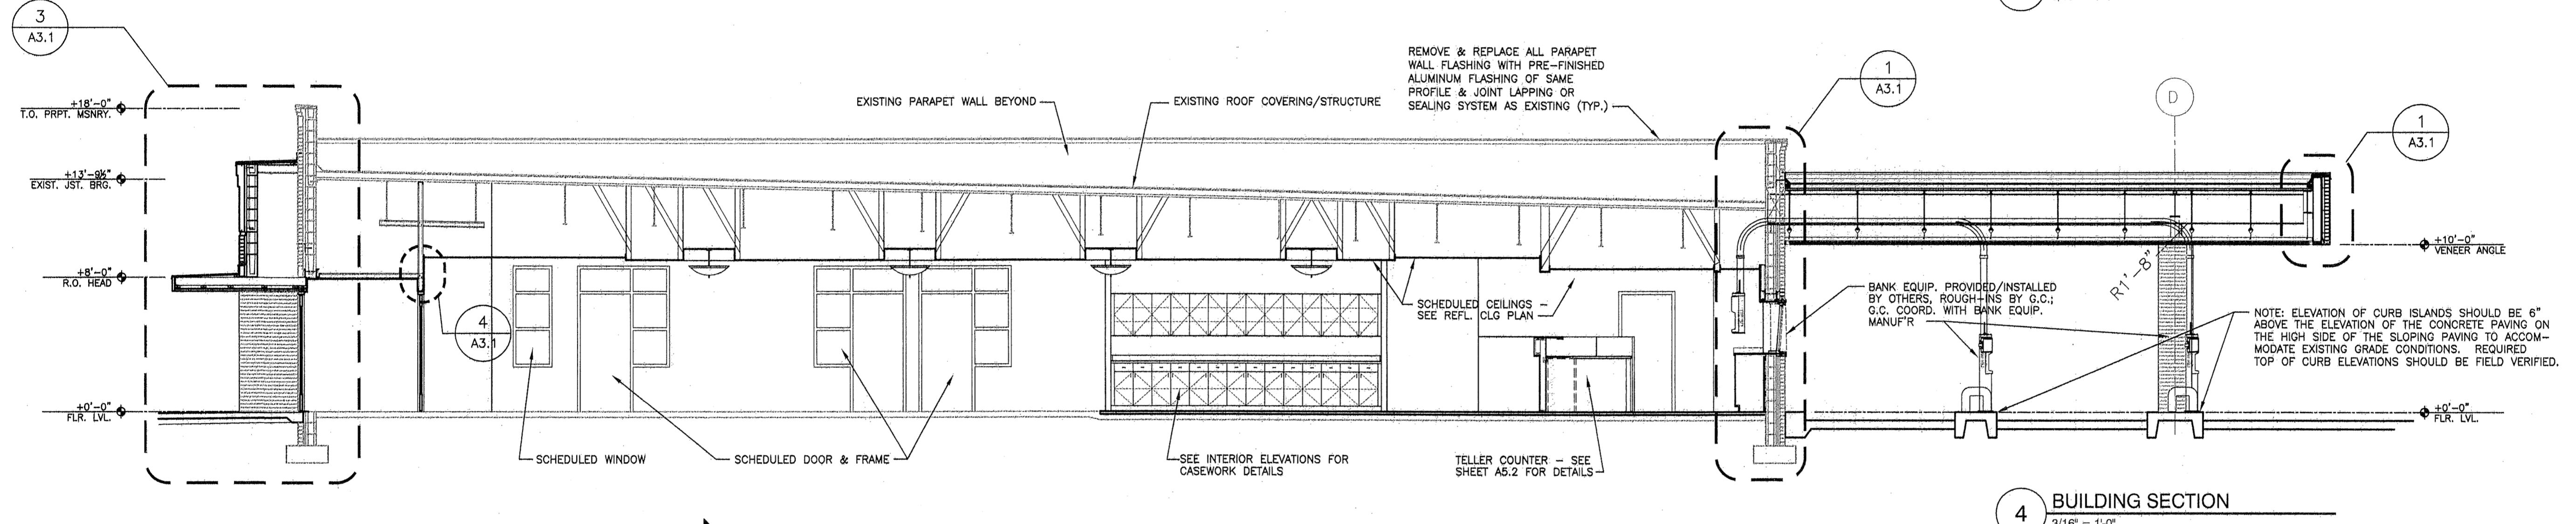 3
A3.1
+18'-0"
T.O. PRPT. MSNRY.
+13'-9½"
EXIST. JST. BRG.
+8'-0"
R.O. HEAD
+0'-0"
FLR. LVL.
4
A3.1
EXISTING PARAPET WALL BEYOND
EXISTING ROOF COVERING/STRUCTURE
REMOVE & REPLACE ALL PARAPET
WALL FLASHING WITH PRE-FINISHED
ALUMINUM FLASHING OF SAME
PROFILE & JOINT LAPPING OR
SEALING SYSTEM AS EXISTING (TYP.)
1
A3.1
D
1
A3.1
+10'-0"
VENEER ANGLE
R1'-8"
SCHEDULED CEILINGS -
SEE REFL. CLG PLAN
BANK EQUIP. PROVIDED/INSTALLED
BY OTHERS, ROUGH-INS BY G.C.;
G.C. COORD. WITH BANK EQUIP.
MANUF'R
NOTE: ELEVATION OF CURB ISLANDS SHOULD BE 6"
ABOVE THE ELEVATION OF THE CONCRETE PAVING ON
THE HIGH SIDE OF THE SLOPING PAVING TO ACCOM-
MODATE EXISTING GRADE CONDITIONS. REQUIRED
TOP OF CURB ELEVATIONS SHOULD BE FIELD VERIFIED.
+0'-0"
FLR. LVL.
SCHEDULED WINDOW
SCHEDULED DOOR & FRAME
SEE INTERIOR ELEVATIONS FOR
CASEWORK DETAILS
TELLER COUNTER - SEE
SHEET A5.2 FOR DETAILS
4
BUILDING SECTION
3/16" = 1'-0"